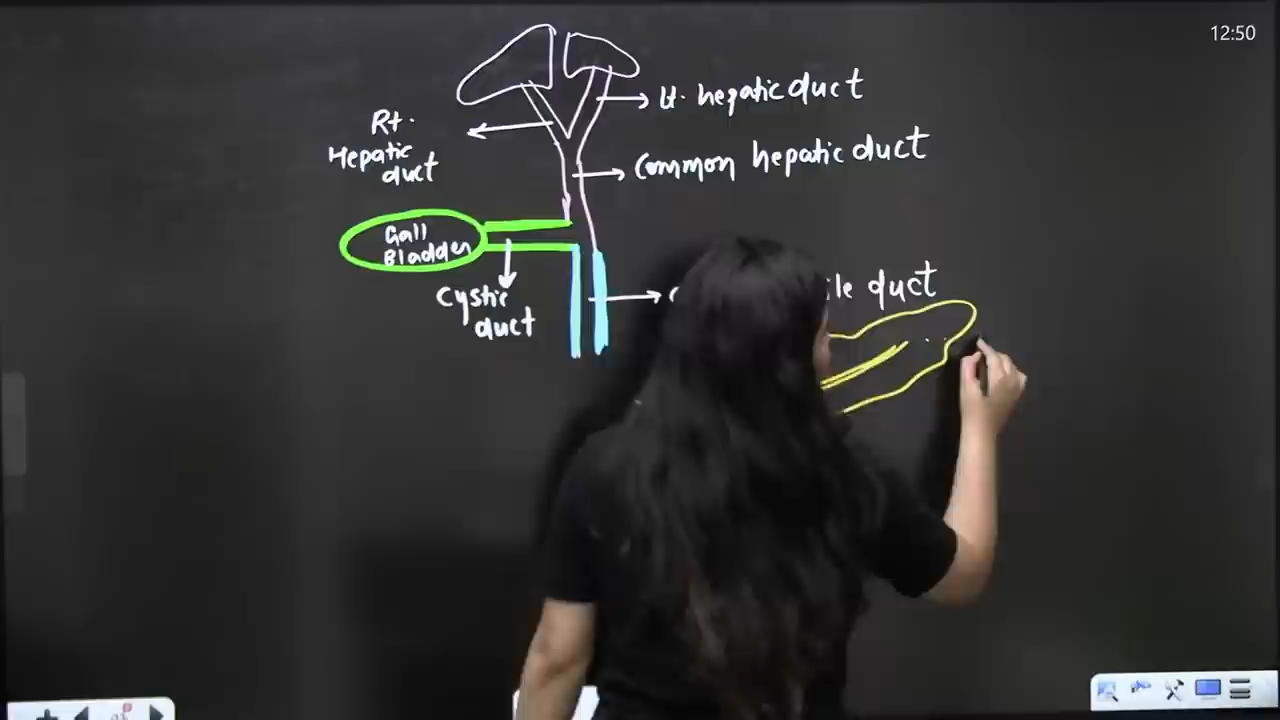 12:50
Lt. hepatic duct
Rt.
Hepatic
duct
Common hepatic duct
Gall
Bladder
Cystic
duct
duct